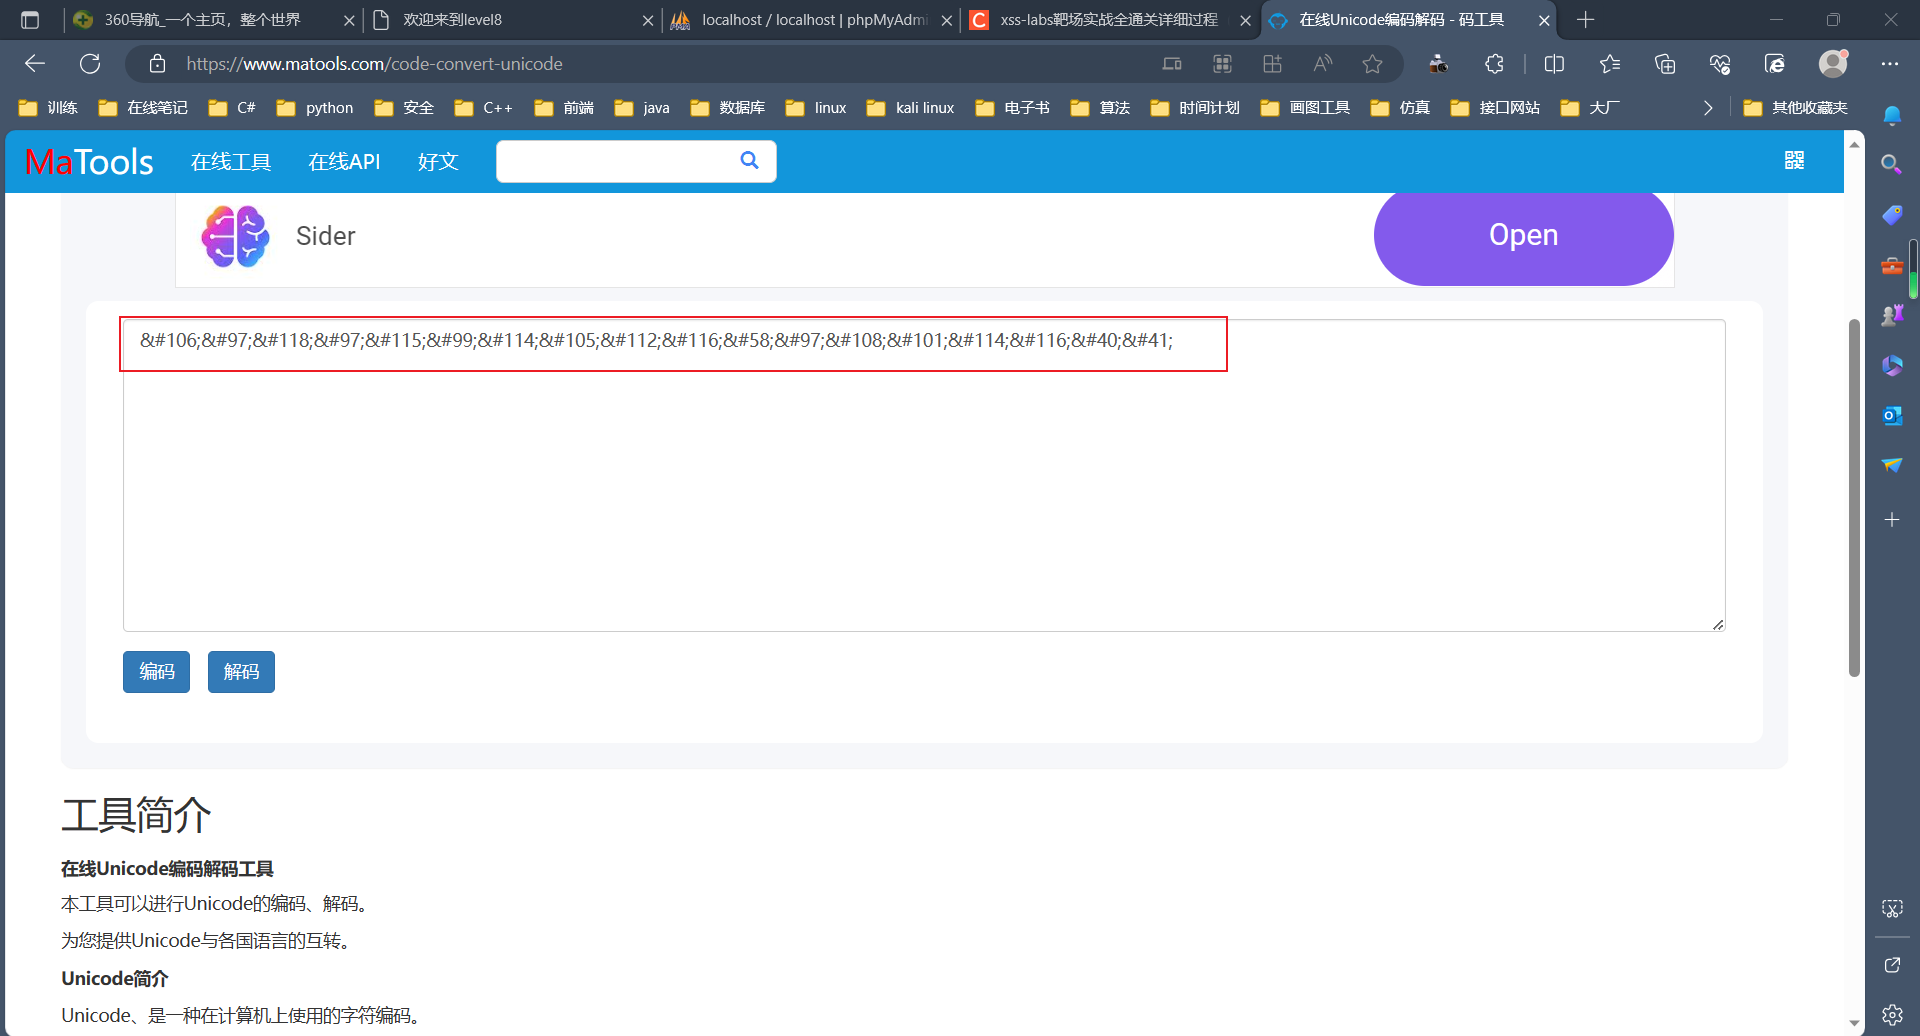 360导航_一个主页，整个世界
欢迎来到level8
localhost / localhost | phpMyAdmi
xss-labs靶场实战全通关详细过程
在线Unicode编码解码 - 码工具
https://www.matools.com/code-convert-unicode
训练 在线笔记 C# python 安全 C++ 前端 java 数据库 linux kali linux 电子书 算法 时间计划 画图工具 仿真 接口网站 大厂 其他收藏夹
MaTools 在线工具 在线API 好文
Sider
Open
&#106;&#97;&#118;&#97;&#115;&#99;&#114;&#105;&#112;&#116;&#58;&#97;&#108;&#101;&#114;&#116;&#40;&#41;
编码 解码
工具简介
在线Unicode编码解码工具
本工具可以进行Unicode的编码、解码。
为您提供Unicode与各国语言的互转。
Unicode简介
Unicode、是一种在计算机上使用的字符编码。